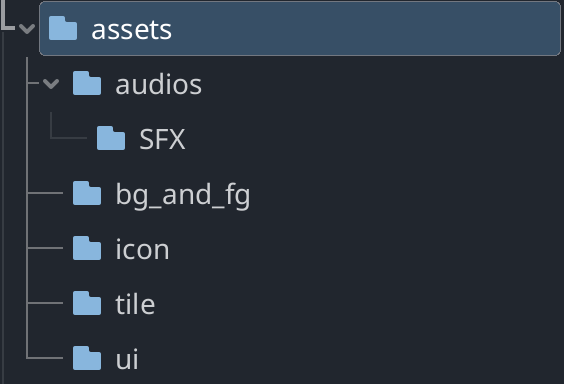 assets
audios
SFX
bg_and_fg
icon
tile
ui